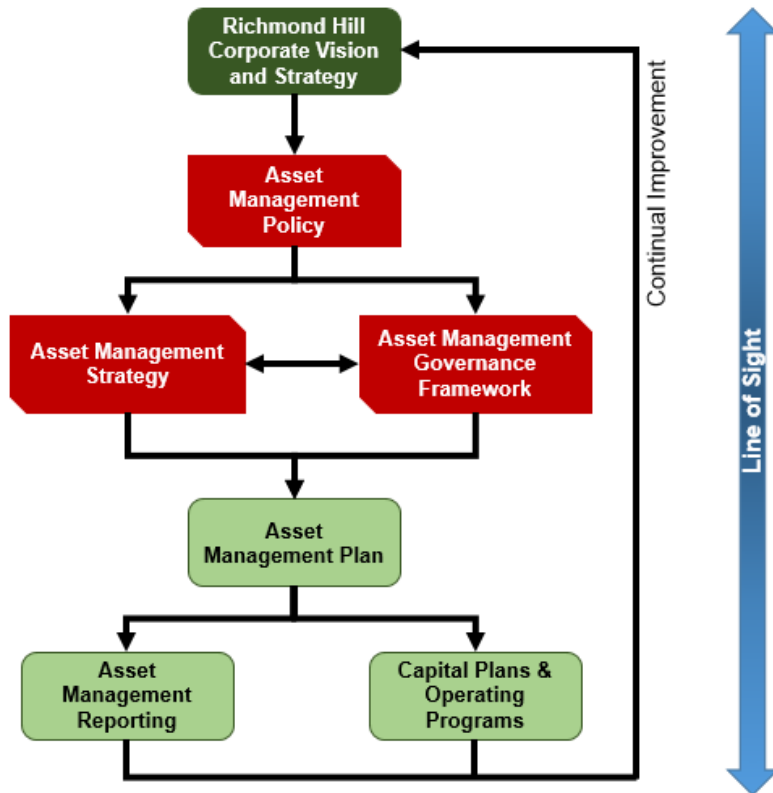 Richmond Hill
Corporate Vision
and Strategy
Asset
Management
Policy
Asset Management
Strategy
Asset Management
Governance
Framework
Asset
Management Plan
Asset
Management
Reporting
Capital Plans &
Operating
Programs
Continual Improvement
Line of Sight